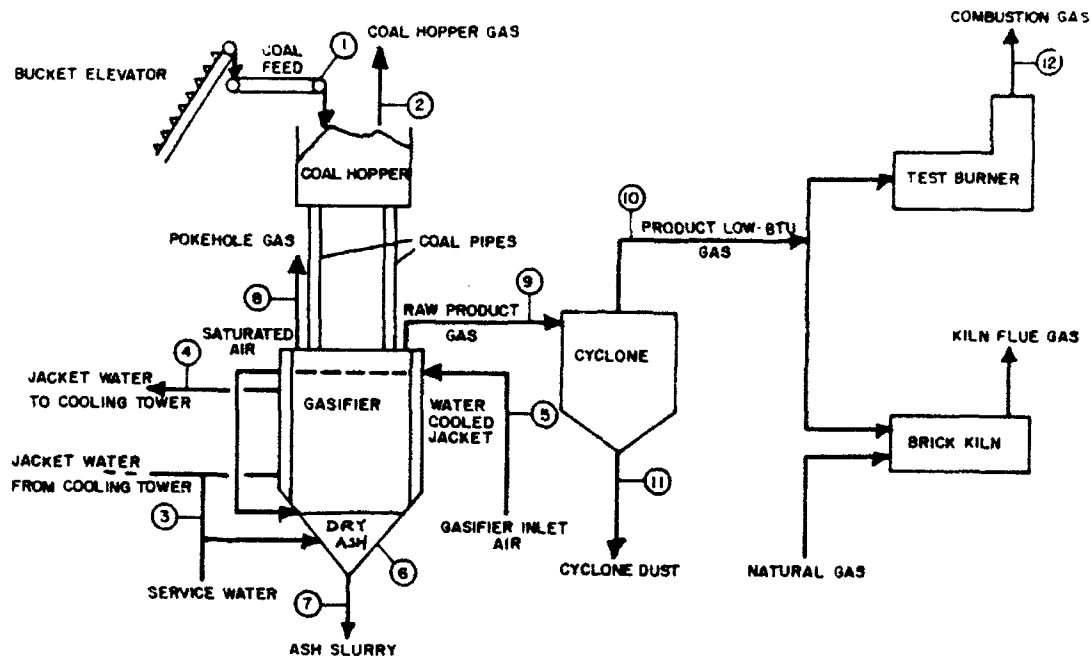 COMBUSTION GAS
12
COAL HOPPER GAS
1
COAL
FEED
BUCKET ELEVATOR
2
TEST BURNER
COAL HOPPER
10
PRODUCT LOW-BTU
GAS
POKEHOLE GAS
COAL PIPES
9
8
RAW PRODUCT
GAS
SATURATED
AIR
KILN FLUE GAS
CYCLONE
4
JACKET WATER
TO COOLING TOWER
GASIFIER
WATER
COOLED
JACKET
5
BRICK KILN
JACKET WATER
FROM COOLING TOWER
11
3
DRY
ASH
GASIFIER INLET
AIR
6
CYCLONE DUST
NATURAL GAS
SERVICE WATER
7
ASH SLURRY